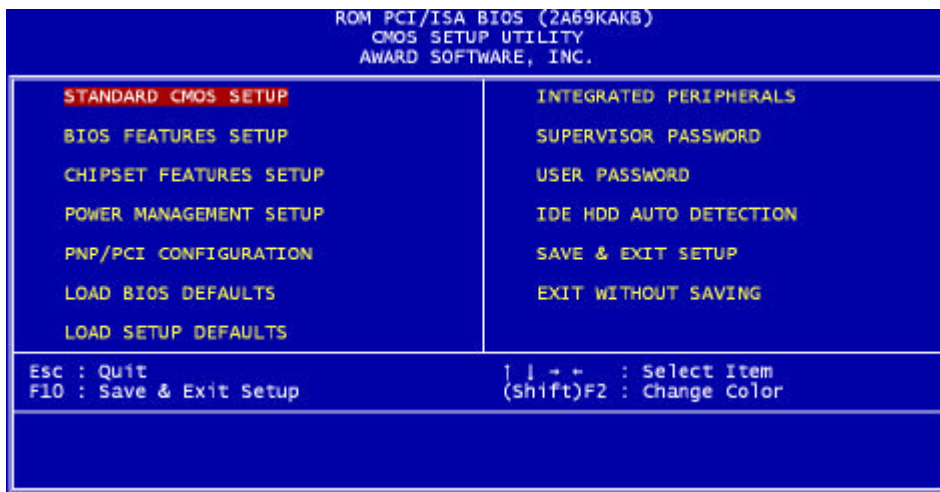 ROM PCI/ISA BIOS (2A69KAKB)
CMOS SETUP UTILITY
AWARD SOFTWARE, INC.
STANDARD CMOS SETUP
BIOS FEATURES SETUP
CHIPSET FEATURES SETUP
POWER MANAGEMENT SETUP
PNP/PCI CONFIGURATION
LOAD BIOS DEFAULTS
LOAD SETUP DEFAULTS
INTEGRATED PERIPHERALS
SUPERVISOR PASSWORD
USER PASSWORD
IDE HDD AUTO DETECTION
SAVE & EXIT SETUP
EXIT WITHOUT SAVING
Esc : Quit
F10 : Save & Exit Setup
↑ ↓ → ← : Select Item
(Shift)F2 : Change Color